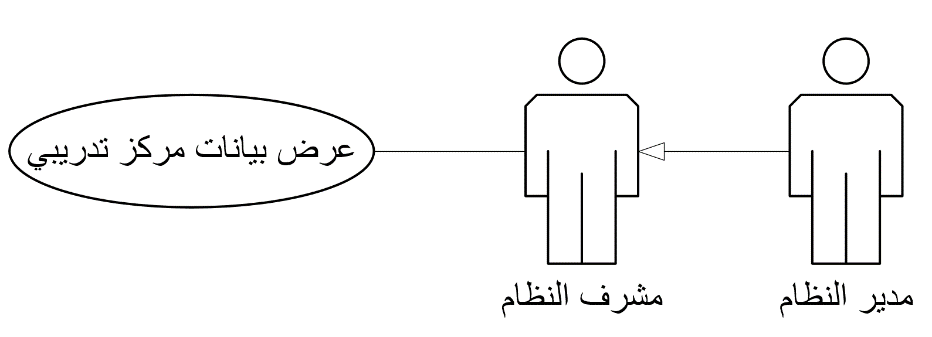 عرض بيانات مركز تدريبي
مدير النظام
مشرف النظام